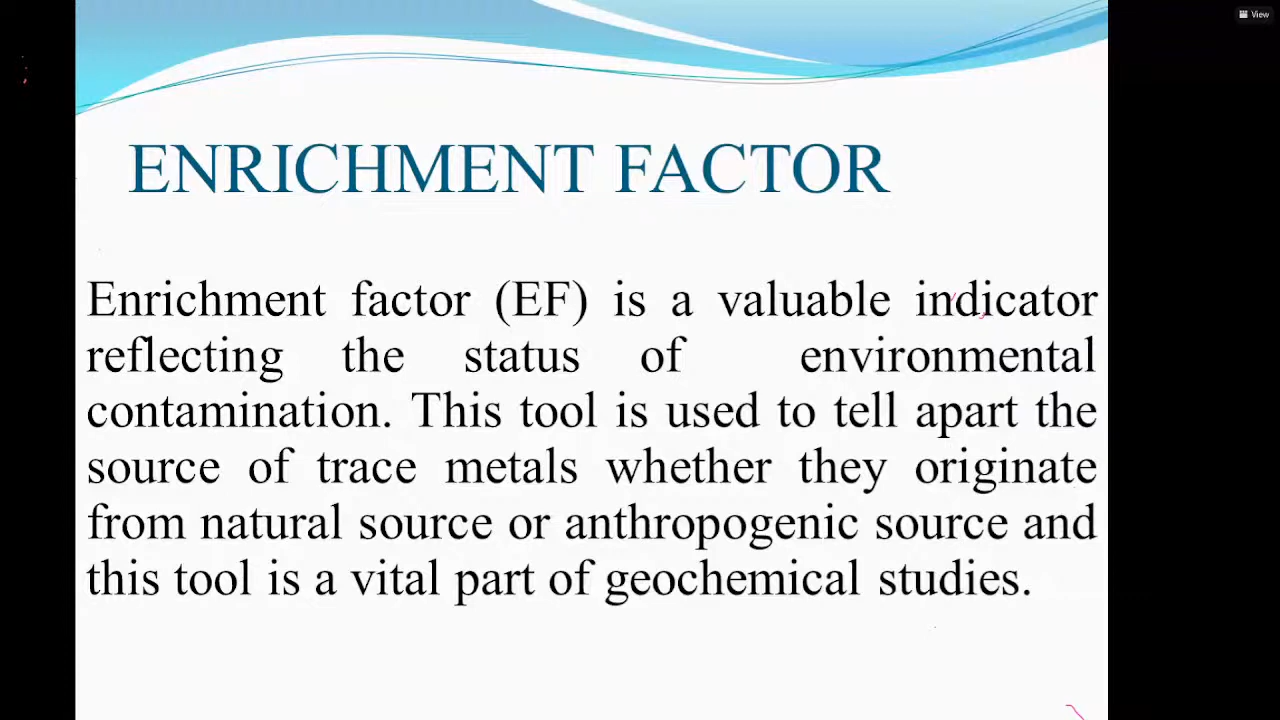 View
ENRICHMENT FACTOR
Enrichment factor (EF) is a valuable indicator
reflecting the status of environmental
contamination. This tool is used to tell apart the
source of trace metals whether they originate
from natural source or anthropogenic source and
this tool is a vital part of geochemical studies.